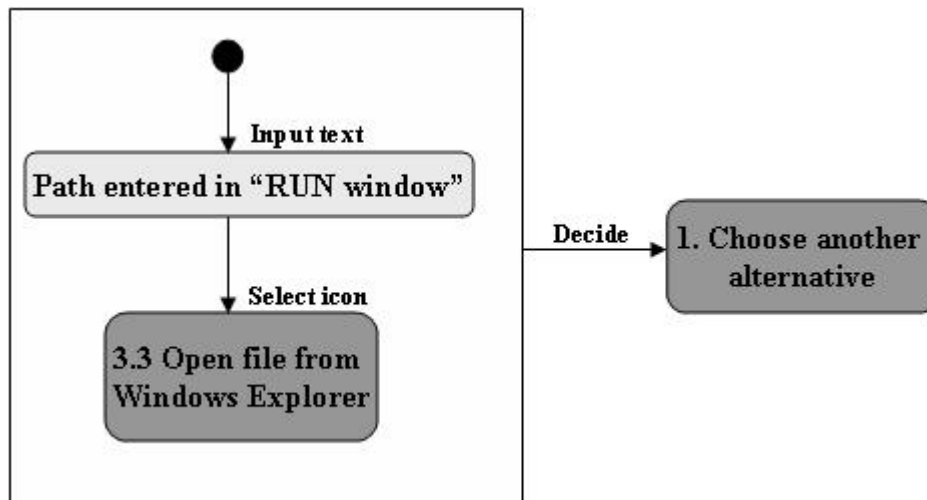 Input text
Path entered in “RUN window”
Select icon
3.3 Open file from
Windows Explorer
Decide
1. Choose another
alternative